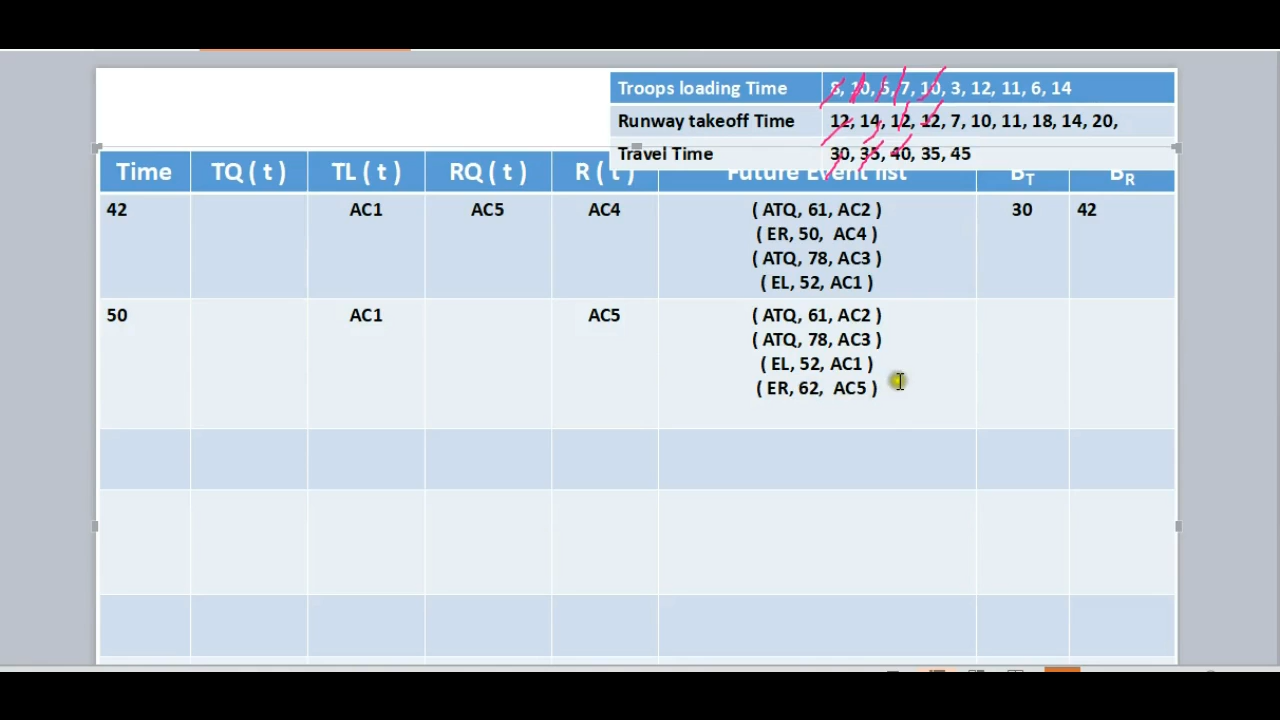 Troops loading Time 8, 10, 5, 7, 10, 3, 12, 11, 6, 14
Runway takeoff Time 12, 14, 12, 12, 7, 10, 11, 18, 14, 20,
Travel Time 30, 35, 40, 35, 45
Time TQ ( t ) TL ( t ) RQ ( t ) R ( t ) Future Event list BT BR
42 AC1 AC5 AC4 ( ATQ, 61, AC2 ) 30 42
( ER, 50, AC4 )
( ATQ, 78, AC3 )
( EL, 52, AC1 )
50 AC1 AC5 ( ATQ, 61, AC2 )
( ATQ, 78, AC3 )
( EL, 52, AC1 )
( ER, 62, AC5 )